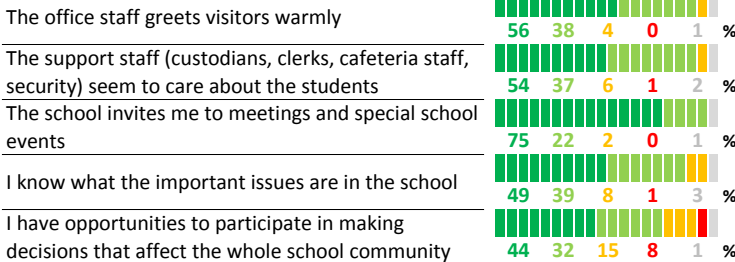 The office staff greets visitors warmly
56 38 4 0 1 %
The support staff (custodians, clerks, cafeteria staff,
security) seem to care about the students
54 37 6 1 2 %
The school invites me to meetings and special school
events
75 22 2 0 1 %
I know what the important issues are in the school
49 39 8 1 3 %
I have opportunities to participate in making
decisions that affect the whole school community
44 32 15 8 1 %